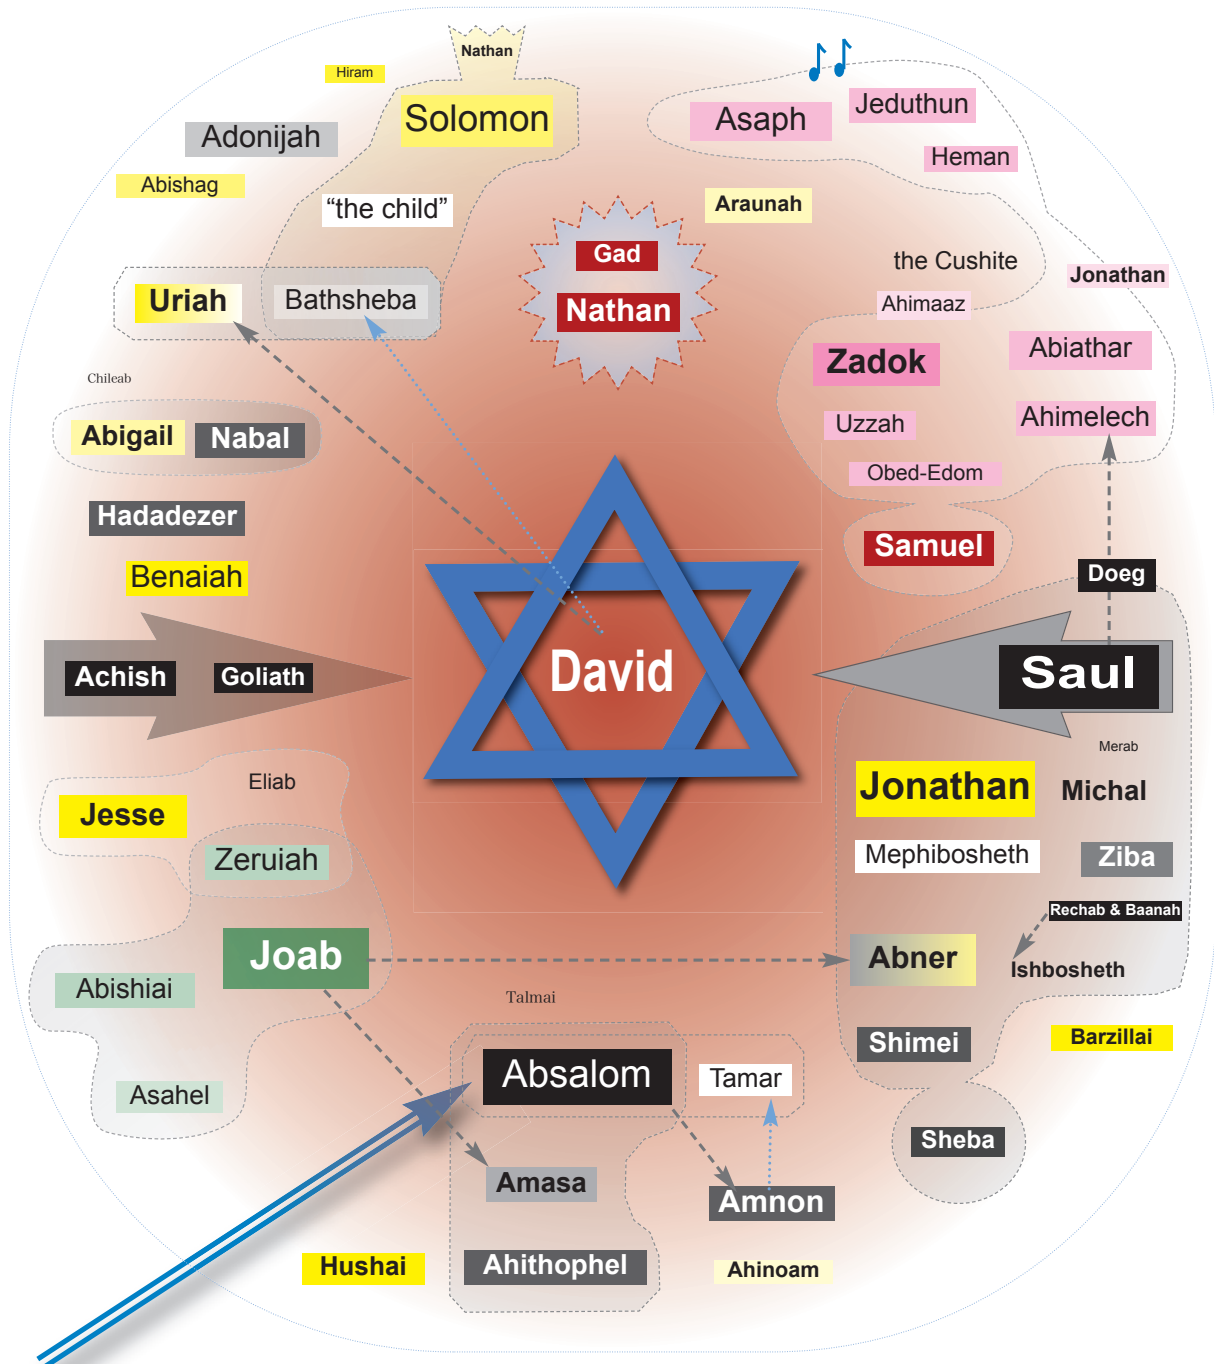 Nathan
Hiram
Solomon
Asaph
Jeduthun
Adonijah
Heman
Abishag
"the child"
Araunah
Gad
the Cushite
Jonathan
Uriah
Bathsheba
Nathan
Ahimaaz
Zadok
Abiathar
Chileab
Abigail
Nabal
Uzzah
Ahimelech
Obed-Edom
Hadadezer
Samuel
Benaiah
Doeg
Achish
Goliath
David
Saul
Merab
Eliab
Jonathan
Michal
Jesse
Zeruiah
Mephibosheth
Ziba
Rechab & Baanah
Joab
Abner
Ishbosheth
Abishiai
Talmai
Shimei
Barzillai
Absalom
Tamar
Asahel
Sheba
Amasa
Amnon
Hushai
Ahithophel
Ahinoam